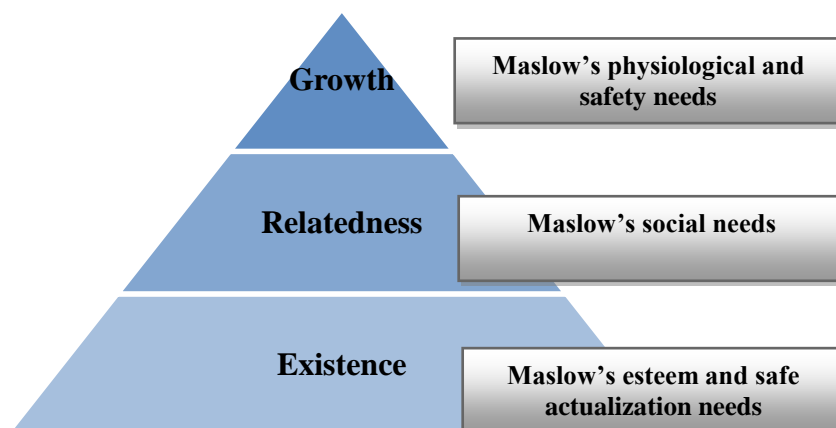 Growth
Maslow's physiological and
safety needs
Relatedness
Maslow's social needs
Existence
Maslow's esteem and safe
actualization needs